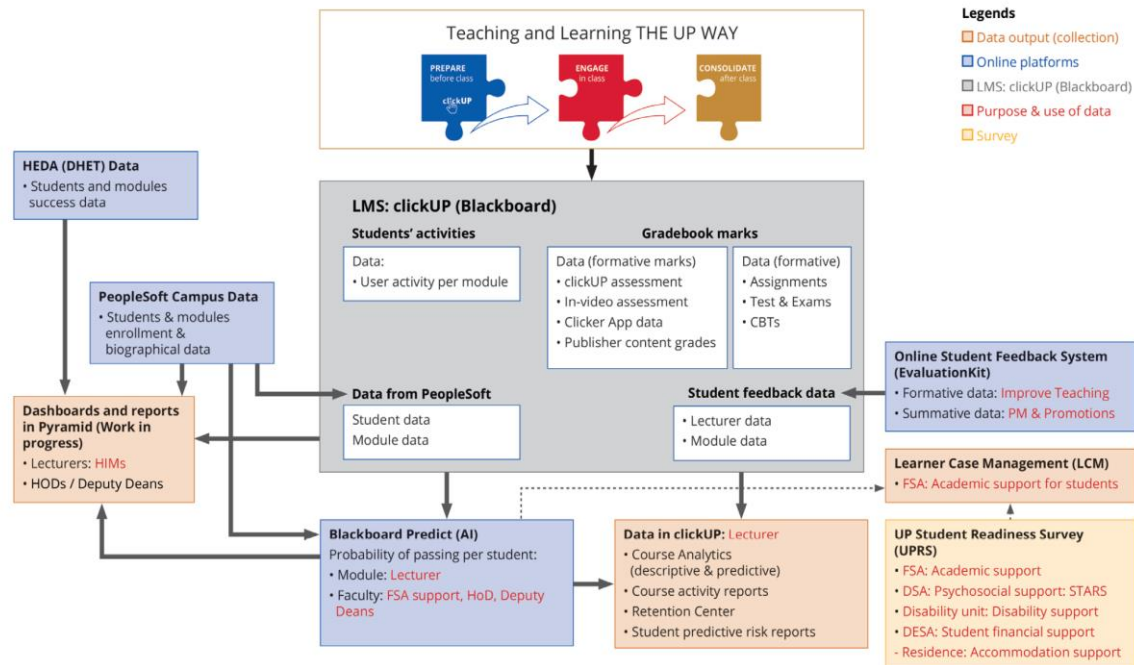 Teaching and Learning THE UP WAY
PREPARE
before class
clickUP
ENGAGE
in class
CONSOLIDATE
after class
Legends
Data output (collection)
Online platforms
LMS: clickUP (Blackboard)
Purpose & use of data
Survey
HEDA (DHET) Data
• Students and modules
success data
PeopleSoft Campus Data
• Students & modules
enrollment &
biographical data
Dashboards and reports
in Pyramid (Work in
progress)
• Lecturers: HIMs
• HODs / Deputy Deans
LMS: clickUP (Blackboard)
Students' activities
Data:
• User activity per module
Gradebook marks
Data (formative marks)
• clickUP assessment
• In-video assessment
• Clicker App data
• Publisher content grades
Data (formative)
• Assignments
• Test & Exams
• CBTs
Data from PeopleSoft
Student data
Module data
Student feedback data
• Lecturer data
• Module data
Online Student Feedback System
(EvaluationKit)
• Formative data: Improve Teaching
• Summative data: PM & Promotions
Learner Case Management (LCM)
• FSA: Academic support for students
Blackboard Predict (AI)
Probability of passing per student:
• Module: Lecturer
• Faculty: FSA support, HoD, Deputy
Deans
Data in clickUP: Lecturer
• Course Analytics
(descriptive & predictive)
• Course activity reports
• Retention Center
• Student predictive risk reports
UP Student Readiness Survey
(UPRS)
• FSA: Academic support
• DSA: Psychosocial support: STARS
• Disability unit: Disability support
• DESA: Student financial support
- Residence: Accommodation support